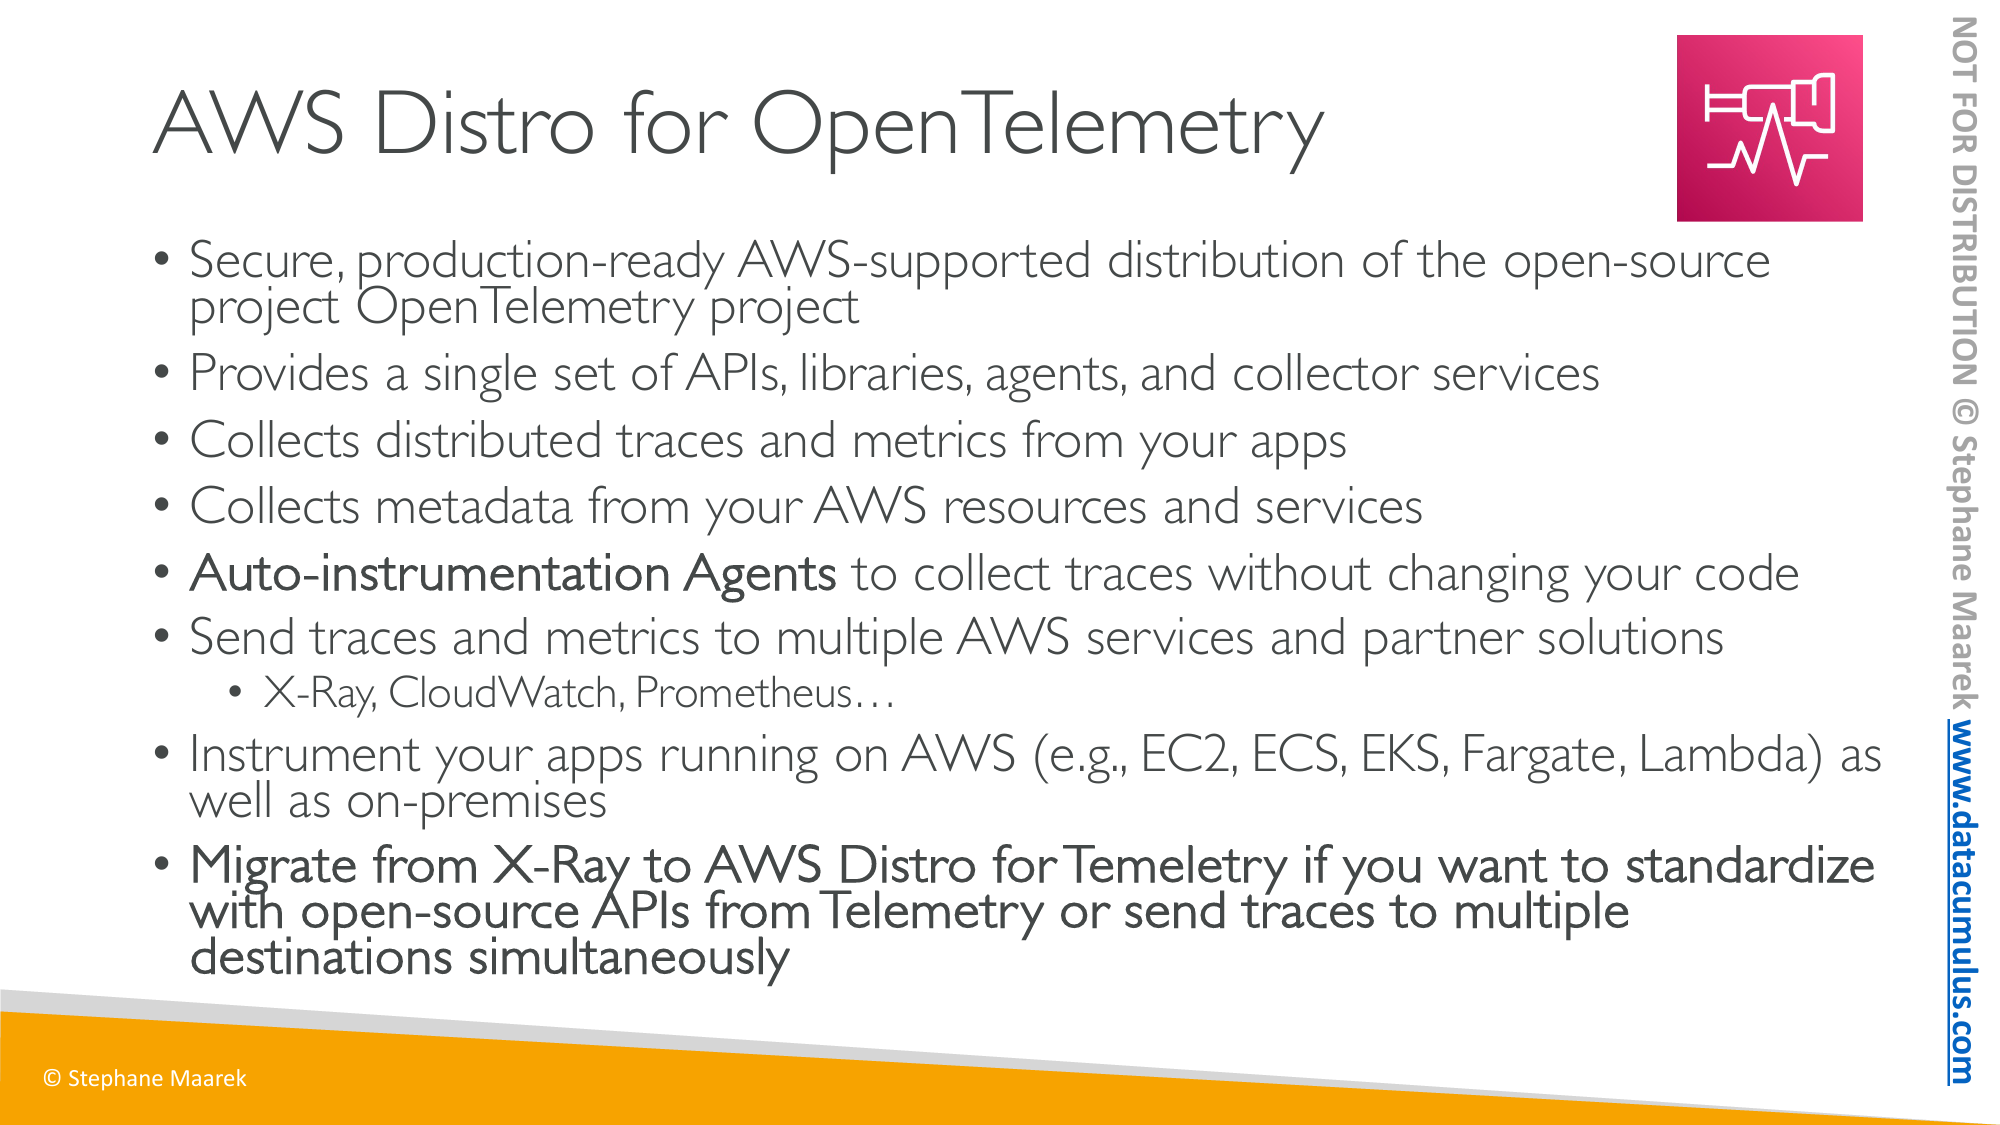 AWS Distro for OpenTelemetry
• Secure, production-ready AWS-supported distribution of the open-source
project OpenTelemetry project
• Provides a single set of APIs, libraries, agents, and collector services
• Collects distributed traces and metrics from your apps
• Collects metadata from your AWS resources and services
• Auto-instrumentation Agents to collect traces without changing your code
• Send traces and metrics to multiple AWS services and partner solutions
• X-Ray, CloudWatch, Prometheus…
• Instrument your apps running on AWS (e.g., EC2, ECS, EKS, Fargate, Lambda) as
well as on-premises
• Migrate from X-Ray to AWS Distro for Temeletry if you want to standardize
with open-source APIs from Telemetry or send traces to multiple
destinations simultaneously
© Stephane Maarek
NOT FOR DISTRIBUTION © Stephane Maarek www.datacumulus.com